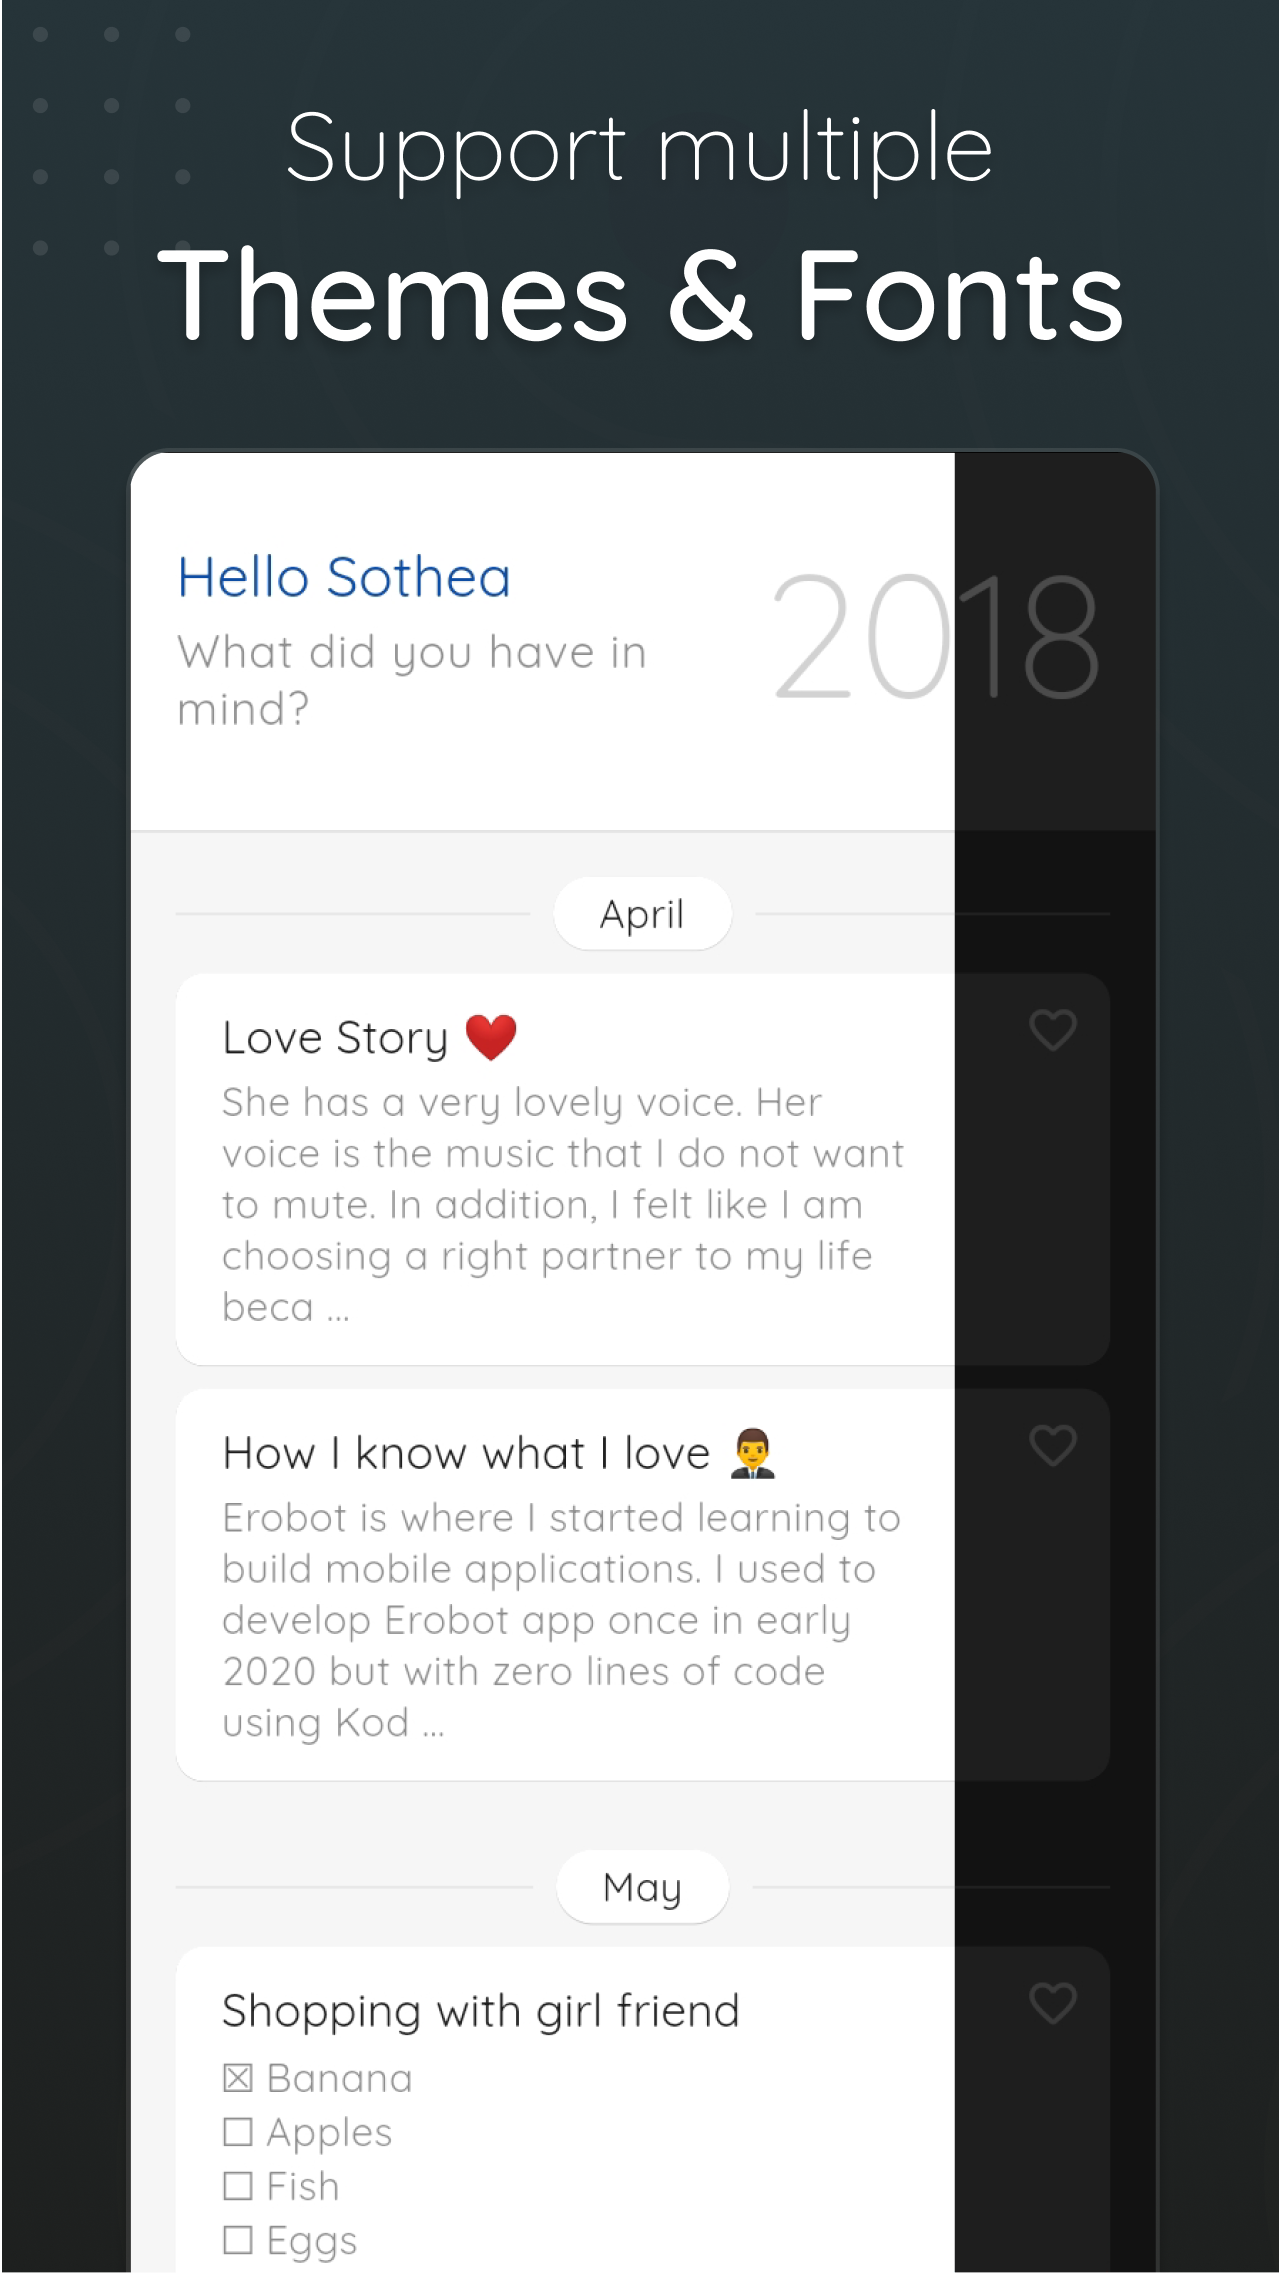 Support multiple
Themes & Fonts
Hello Sothea
What did you have in
mind?
2018
April
Love Story ❤️
She has a very lovely voice. Her
voice is the music that I do not want
to mute. In addition, I felt like I am
choosing a right partner to my life
beca ...
How I know what I love 🤵‍♂️
Erobot is where I started learning to
build mobile applications. I used to
develop Erobot app once in early
2020 but with zero lines of code
using Kod ...
May
Shopping with girl friend
☒ Banana
☐ Apples
☐ Fish
☐ Eggs